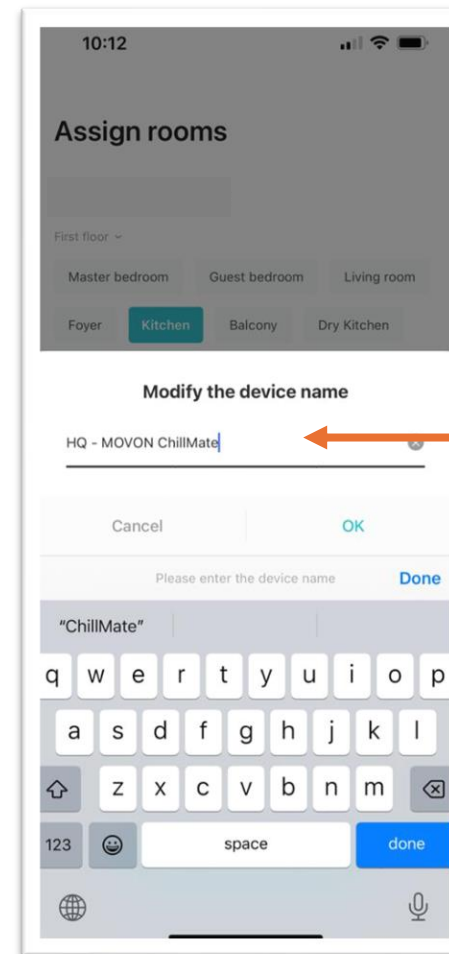 10:12
Assign rooms
First floor
Master bedroom Guest bedroom Living room
Foyer Kitchen Balcony Dry Kitchen
Modify the device name
HQ - MOVON ChillMate
Cancel OK
Please enter the device name Done
“ChillMate”
q w e r t y u i o p
a s d f g h j k l
z x c v b n m
123 space done